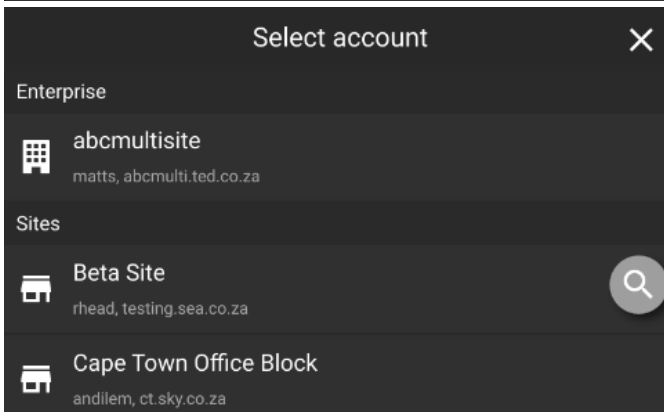 Select account
Enterprise
abcmultisite
matts, abcmulti.ted.co.za
Sites
Beta Site
rhead, testing.sea.co.za
Cape Town Office Block
andilem, ct.sky.co.za